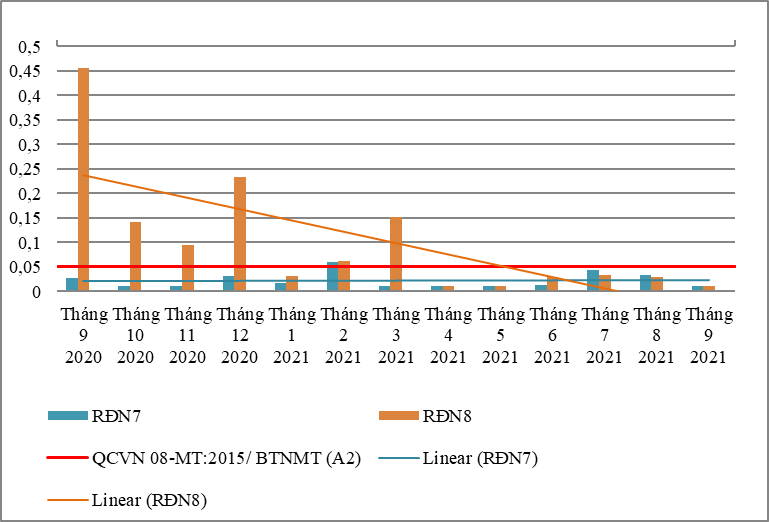 0,5
0,45
0,4
0,35
0,3
0,25
0,2
0,15
0,1
0,05
0
Tháng Tháng Tháng Tháng Tháng Tháng Tháng Tháng Tháng Tháng Tháng Tháng Tháng
9 10 11 12 1 2 3 4 5 6 7 8 9
2020 2020 2020 2020 2021 2021 2021 2021 2021 2021 2021 2021 2021
RĐN7 RĐN8
QCVN 08-MT:2015/ BTNMT (A2) Linear (RĐN7)
Linear (RĐN8)